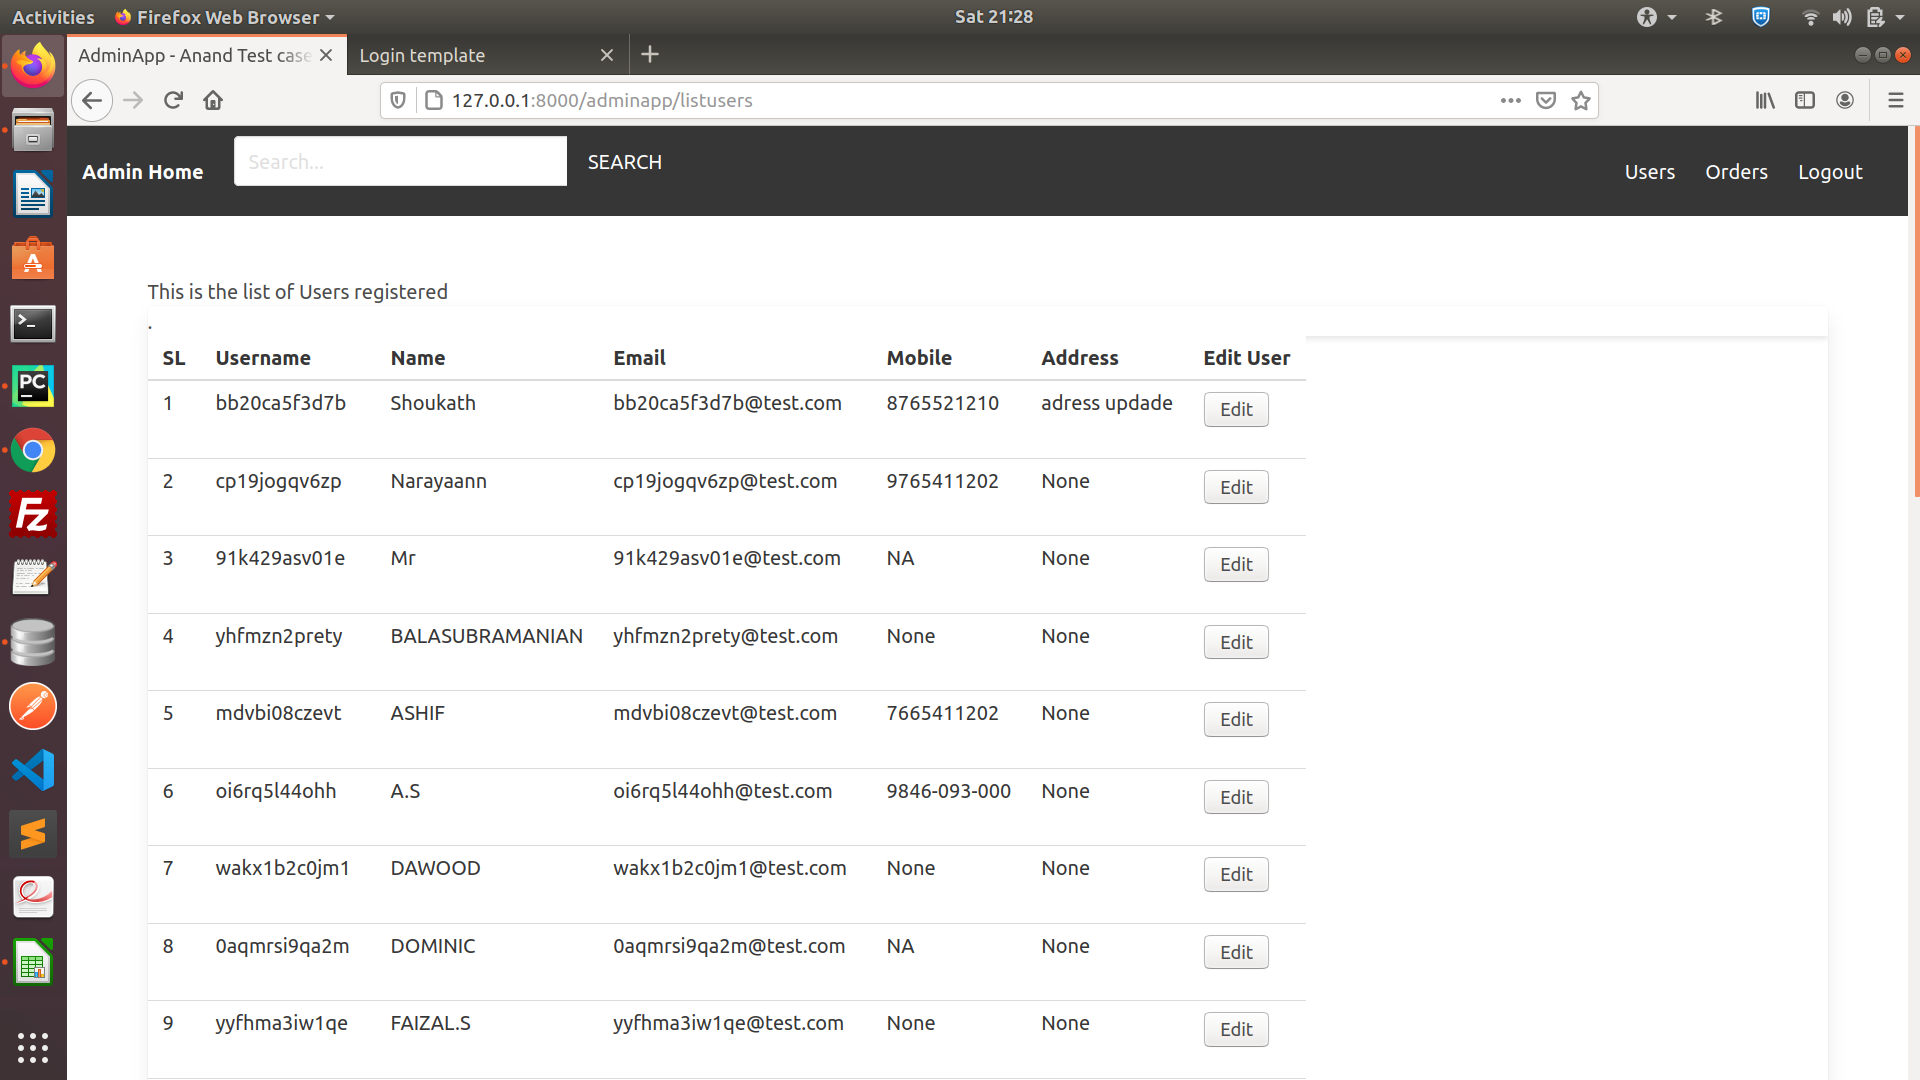 Activities Firefox Web Browser Sat 21:28
AdminApp - Anand Test case Login template
127.0.0.1:8000/adminapp/listusers
Admin Home Search... SEARCH Users Orders Logout
This is the list of Users registered
.
SL Username Name Email Mobile Address Edit User
1 bb20ca5f3d7b Shoukath bb20ca5f3d7b@test.com 8765521210 adress updade Edit
2 cp19jogqv6zp Narayaann cp19jogqv6zp@test.com 9765411202 None Edit
3 91k429asv01e Mr 91k429asv01e@test.com NA None Edit
4 yhfmzn2prety BALASUBRAMANIAN yhfmzn2prety@test.com None None Edit
5 mdvbi08czevt ASHIF mdvbi08czevt@test.com 7665411202 None Edit
6 oi6rq5l44ohh A.S oi6rq5l44ohh@test.com 9846-093-000 None Edit
7 wakx1b2c0jm1 DAWOOD wakx1b2c0jm1@test.com None None Edit
8 0aqmrsi9qa2m DOMINIC 0aqmrsi9qa2m@test.com NA None Edit
9 yyfhma3iw1qe FAIZAL.S yyfhma3iw1qe@test.com None None Edit
PC
Fz